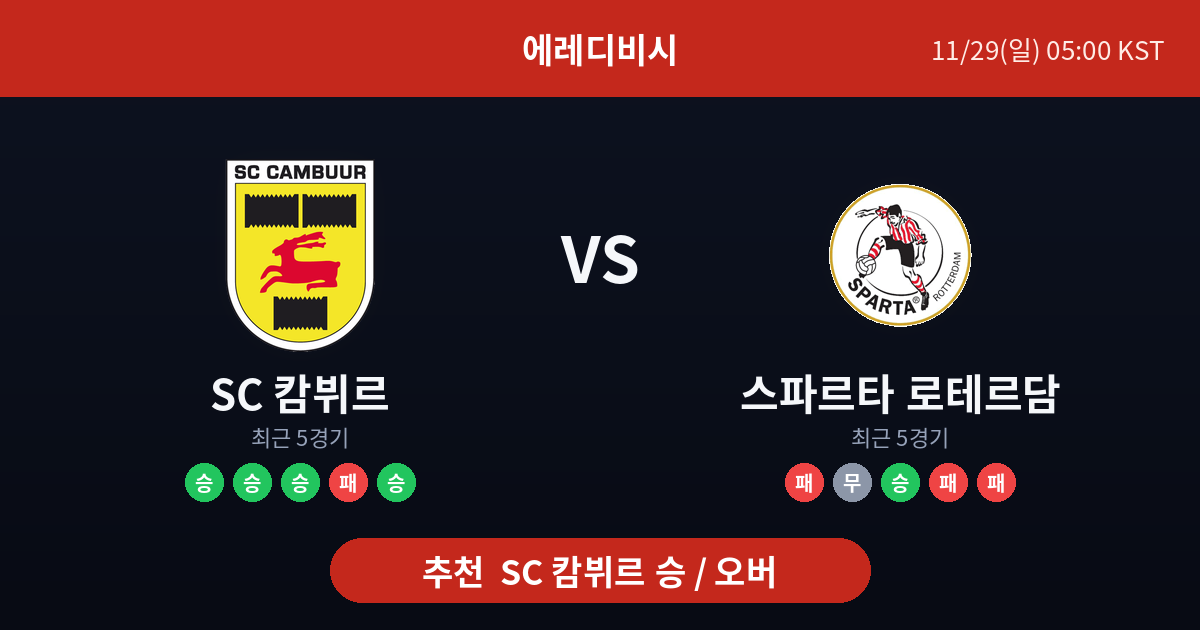 에레디비시
11/29(일) 05:00 KST
SC CAMBUUR
VS
SPARTA®
ROTTERDAM
SC 캄뷔르
스파르타 로테르담
최근 5경기
최근 5경기
승 승 승 패 승
패 무 승 패 패
추천 SC 캄뷔르 승 / 오버